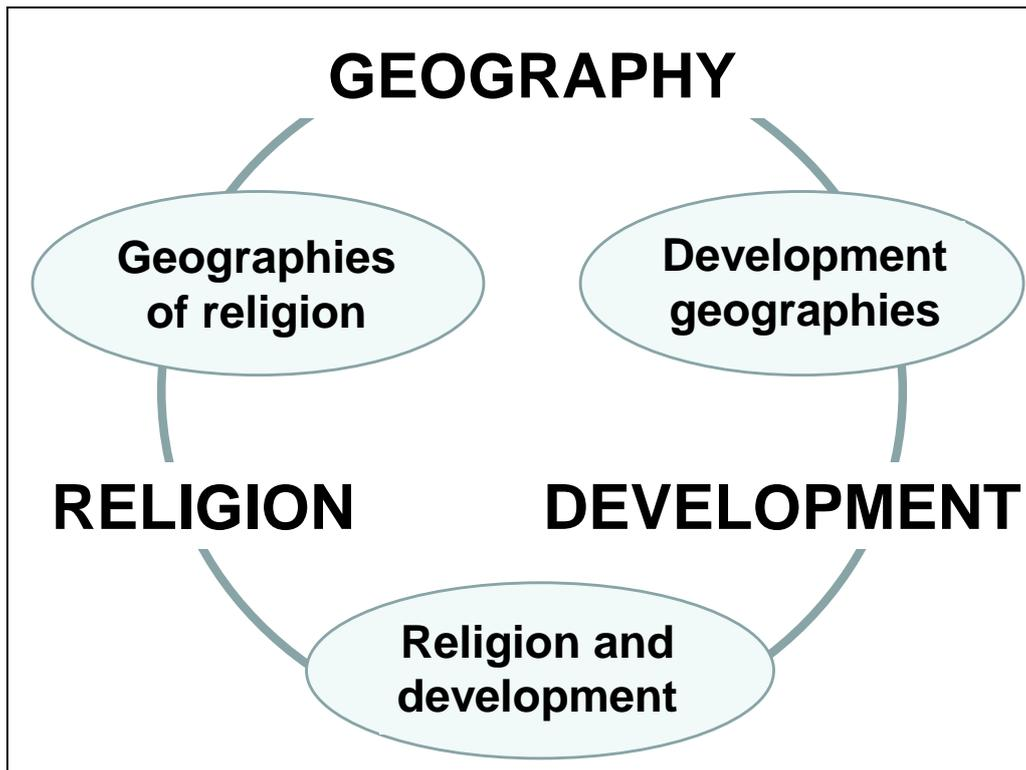 GEOGRAPHY
Geographies
of religion
Development
geographies
RELIGION
DEVELOPMENT
Religion and
development